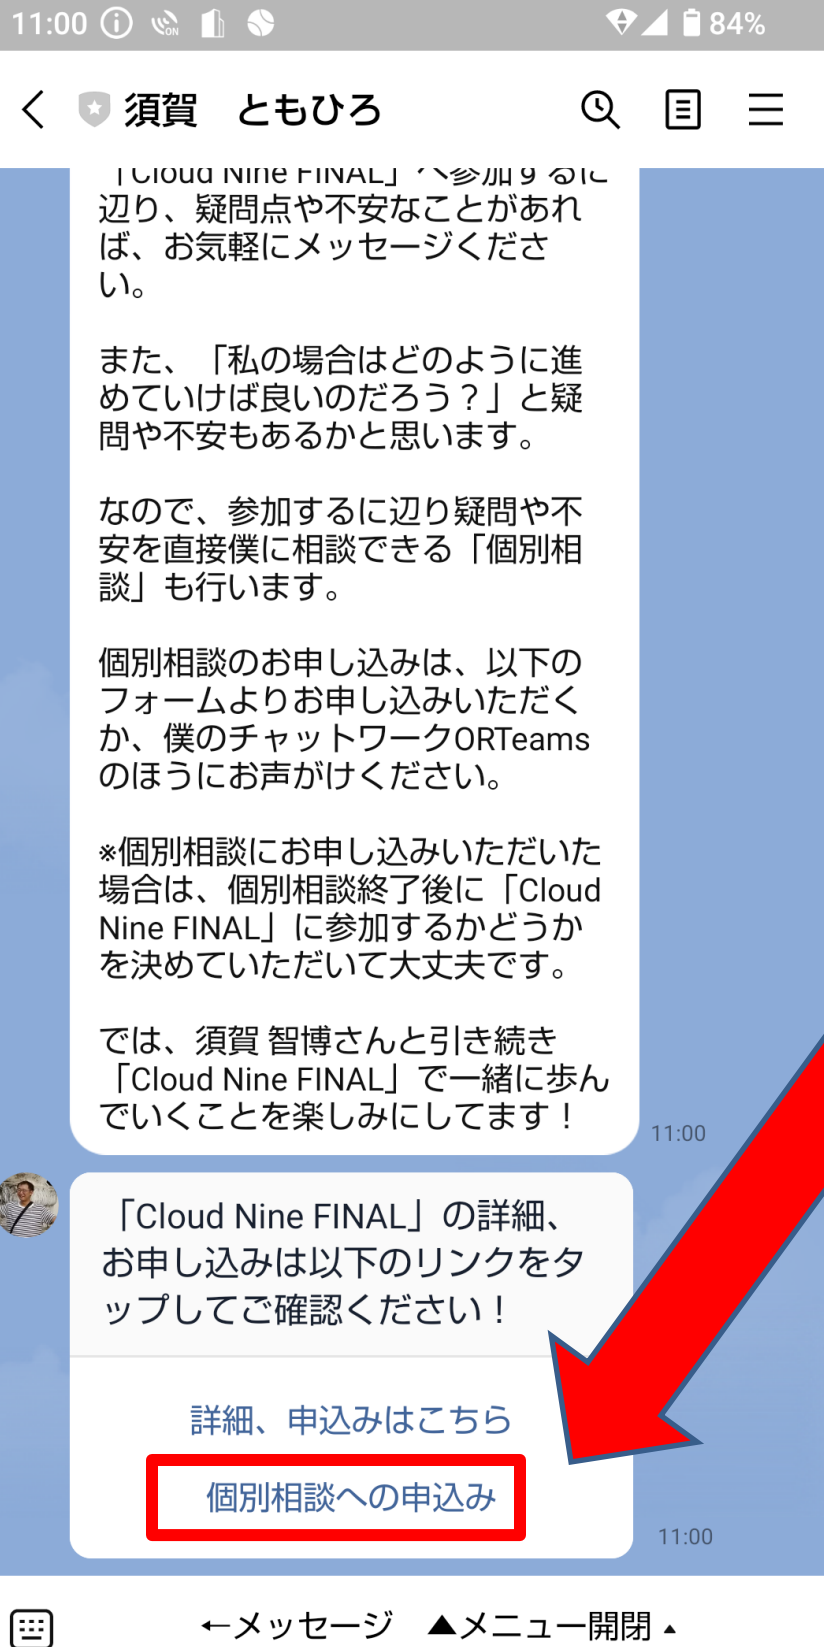 11:00 84%
須賀　ともひろ
「Cloud Nine FINAL」へ参加するに
辺り、疑問点や不安なことがあれ
ば、お気軽にメッセージくださ
い。
また、「私の場合はどのように進
めていけば良いのだろう？」と疑
問や不安もあるかと思います。
なので、参加するに辺り疑問や不
安を直接僕に相談できる「個別相
談」も行います。
個別相談のお申し込みは、以下の
フォームよりお申し込みいただく
か、僕のチャットワークORTeams
のほうにお声がけください。
※個別相談にお申し込みいただいた
場合は、個別相談終了後に「Cloud
Nine FINAL」に参加するかどうか
を決めていただいて大丈夫です。
では、須賀 智博さんと引き続き
「Cloud Nine FINAL」で一緒に歩ん
でいくことを楽しみにしてます！
11:00
「Cloud Nine FINAL」の詳細、
お申し込みは以下のリンクをタ
ップしてご確認ください！
詳細、申込みはこちら
個別相談への申込み
11:00
←メッセージ　▲メニュー開閉 ▴